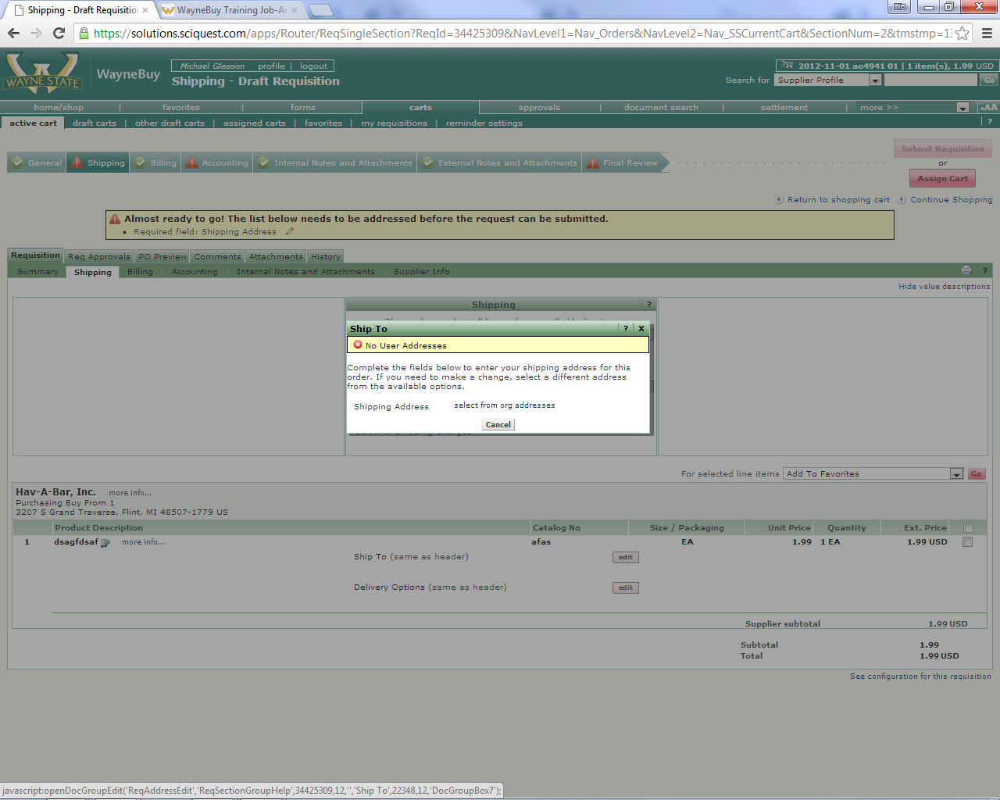 Shipping - Draft Requisition
WayneBuy Training Job-Ai
https://solutions.sciquest.com/apps/Router/ReqSingleSection?ReqId=34425309&NavLevel1=Nav_Orders&NavLevel2=Nav_SSCurrentCart&SectionNum=2&tmstmp=13
WAYNE STATE
WayneBuy
Michael Gleason profile | logout
Shipping - Draft Requisition
2012-11-01 ao4941 01 | 1 item(s), 1.99 USD
Search for Supplier Profile Go
home/shop | favorites | forms carts approvals | document search | settlement | more >> AAA
active cart draft carts | other draft carts | assigned carts | favorites | my requisitions | reminder settings | ?
General Shipping Billing Accounting Internal Notes and Attachments External Notes and Attachments Final Review
Submit Requisition
or
Assign Cart
Return to shopping cart Continue Shopping
Almost ready to go! The list below needs to be addressed before the request can be submitted.
• Required field: Shipping Address
Requisition Req Approvals PO Preview Comments Attachments History
Summary Shipping Billing Accounting Internal Notes and Attachments Supplier Info ?
Hide value descriptions
Shipping ?
Ship To ? X
No User Addresses
Complete the fields below to enter your shipping address for this
order. If you need to make a change, select a different address
from the available options.
Shipping Address select from org addresses
Cancel
For selected line items Add To Favorites Go
Hav-A-Bar, Inc. more info...
Purchasing Buy From 1
3207 S Grand Traverse, Flint, MI 48507-1779 US
Product Description Catalog No Size / Packaging Unit Price Quantity Ext. Price
1 dsagfdsaf more info... afas EA 1.99 1 EA 1.99 USD
Ship To (same as header) edit
Delivery Options (same as header) edit
Supplier subtotal 1.99 USD
Subtotal 1.99
Total 1.99 USD
See configuration for this requisition
javascript:openDocGroupEdit('ReqAddressEdit','ReqSectionGroupHelp',34425309,12,'','Ship To',22348,12,'DocGroupBox7');